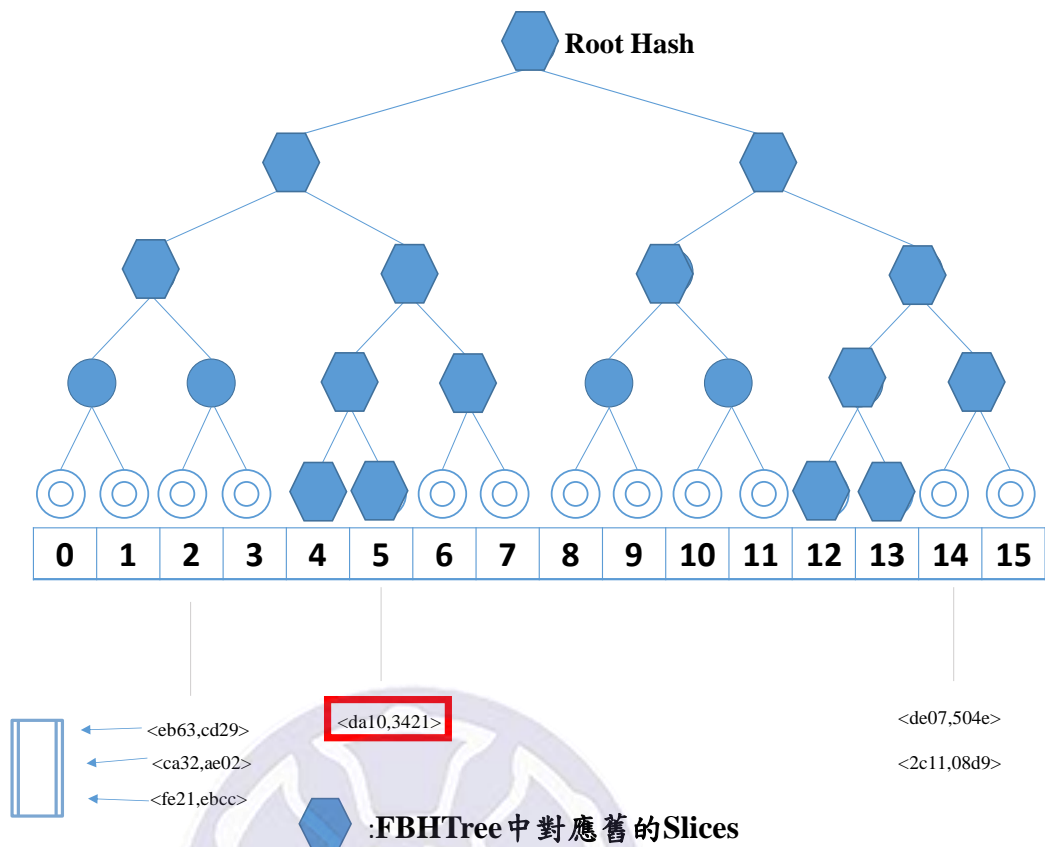 Root Hash
0 1 2 3 4 5 6 7 8 9 10 11 12 13 14 15
<eb63,cd29>
<ca32,ae02>
<fe21,ebcc>
<da10,3421>
<de07,504e>
<2c11,08d9>
:FBHTree中對應舊的Slices